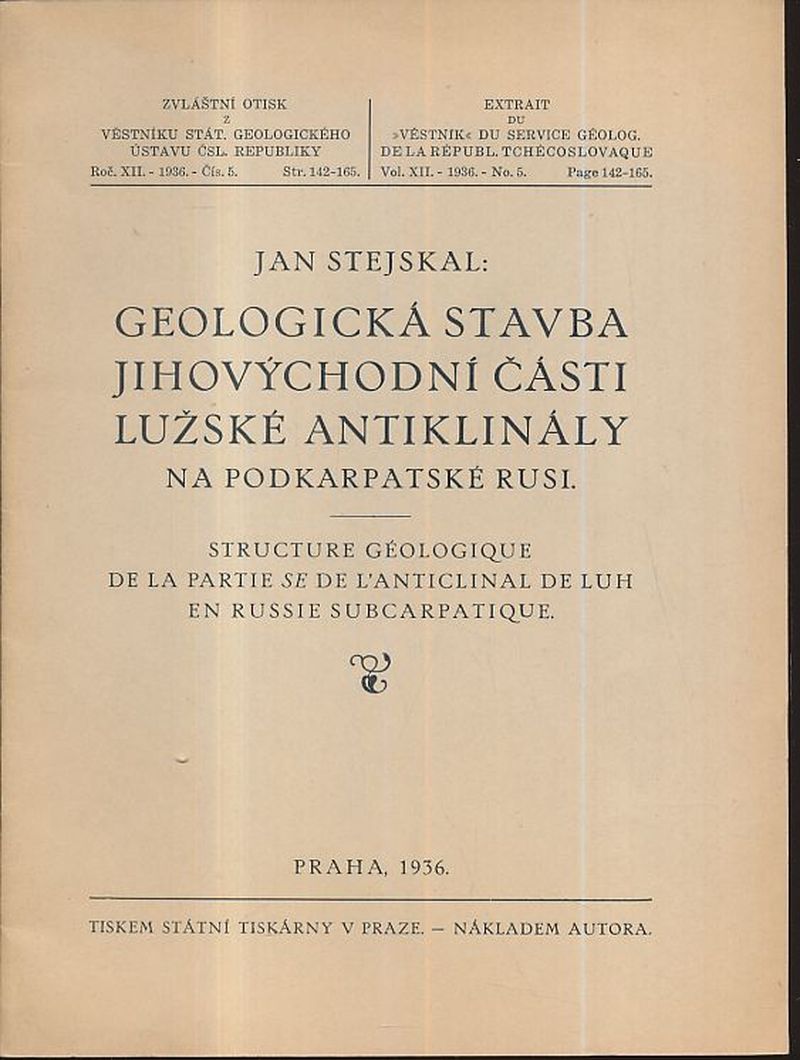 ZVLÁŠTNÍ OTISK
Z
VĚSTNÍKU STÁT. GEOLOGICKÉHO
ÚSTAVU ČSL. REPUBLIKY
Roč. XII. - 1936. - Čís. 5. Str. 142-165.
EXTRAIT
DU
»VĚSTNÍK« DU SERVICE GÉOLOG.
DE LA RÉPUBL. TCHÉCOSLOVAQUE
Vol. XII. - 1936. - No. 5. Page 142-165.
JAN STEJSKAL:
GEOLOGICKÁ STAVBA
JIHOVÝCHODNÍ ČÁSTI
LUŽSKÉ ANTIKLINÁLY
NA PODKARPATSKÉ RUSI.
STRUCTURE GÉOLOGIQUE
DE LA PARTIE SE DE L'ANTICLINAL DE LUH
EN RUSSIE SUBCARPATIQUE.
PRAHA, 1936.
TISKEM STÁTNÍ TISKÁRNY V PRAZE. — NÁKLADEM AUTORA.